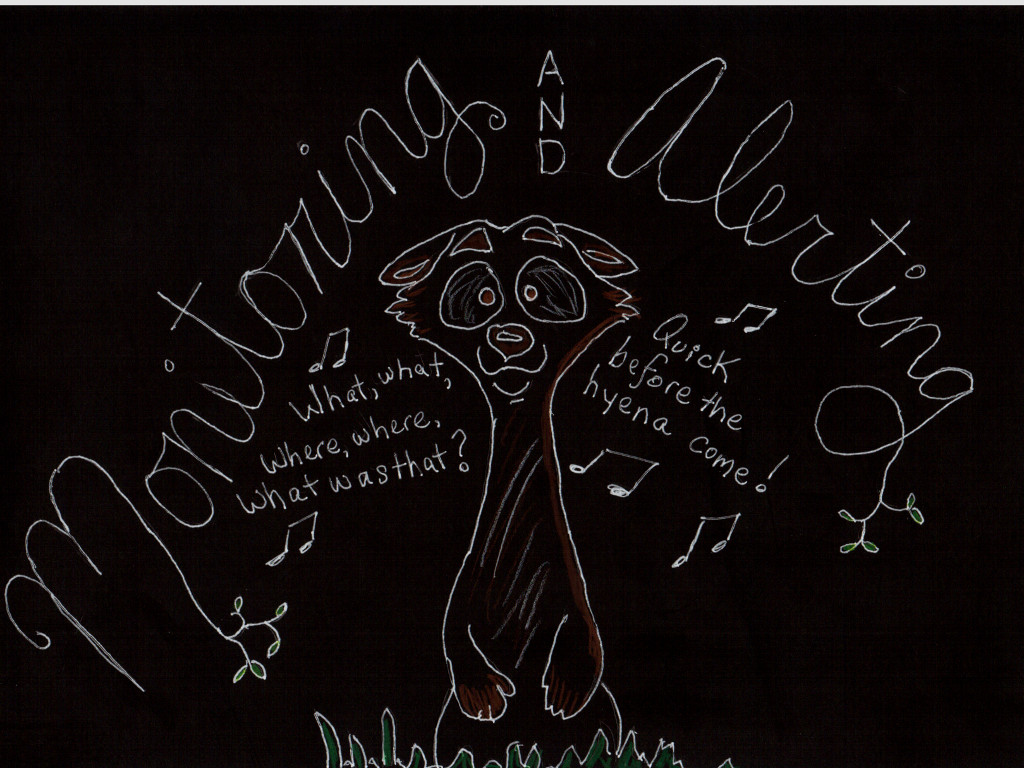 Monitoring
AND
Alerting
What, what,
where, where,
what was that?
Quick
before the
hyena come!